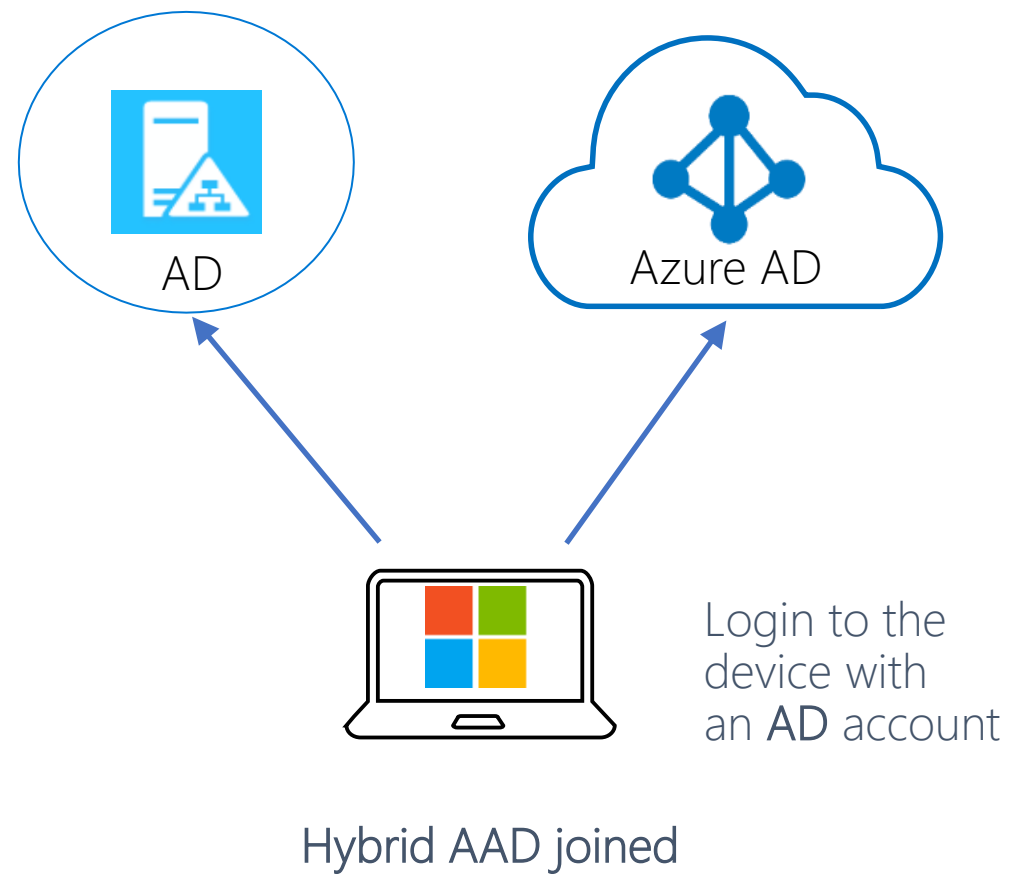 AD
Azure AD
Login to the
device with
an AD account
Hybrid AAD joined